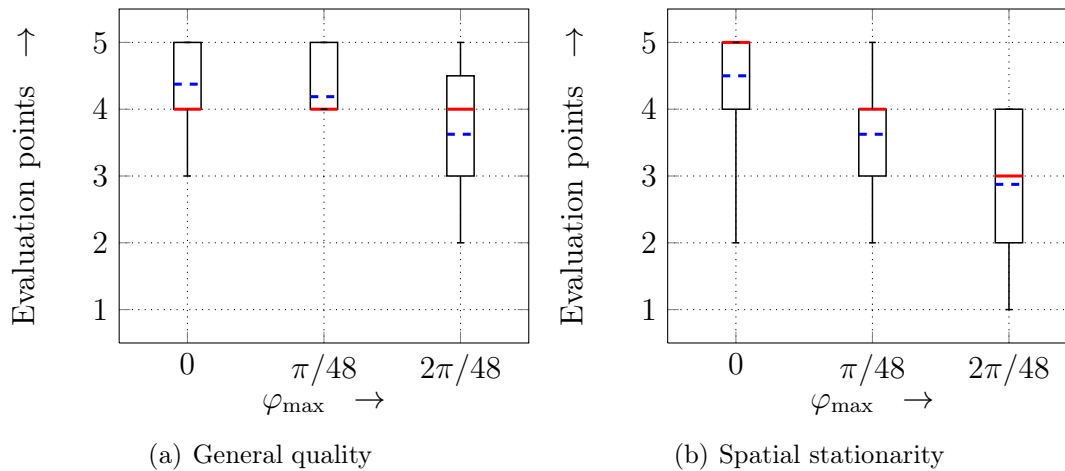 Evaluation points →
5
4
3
2
1
0 π/48 2π/48
φmax →
(a) General quality
Evaluation points →
5
4
3
2
1
0 π/48 2π/48
φmax →
(b) Spatial stationarity